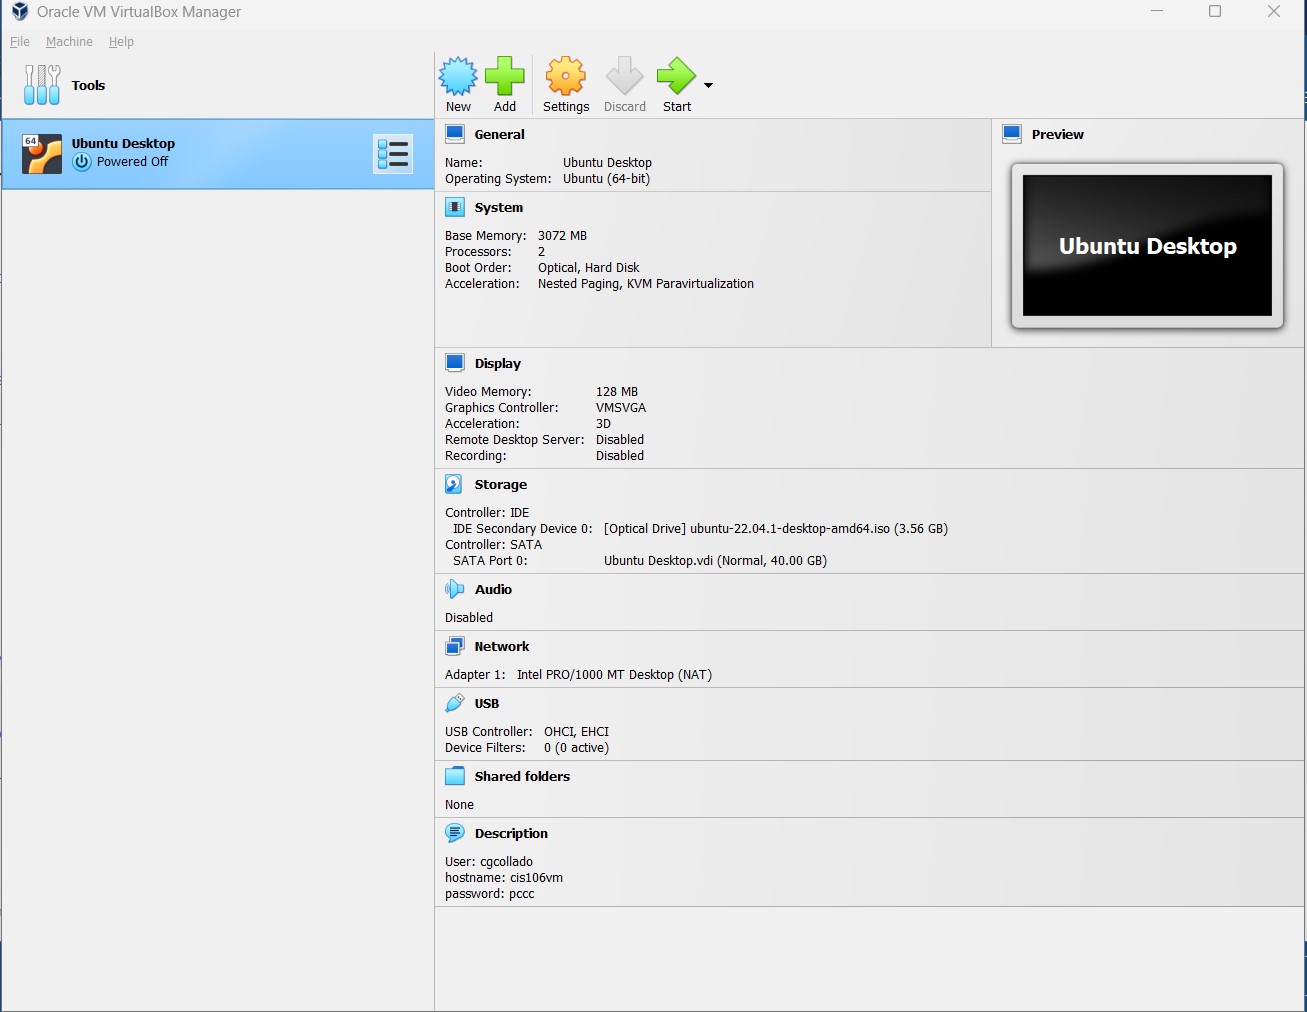 Oracle VM VirtualBox Manager
File Machine Help
Tools
New Add Settings Discard Start
64
Ubuntu Desktop
Powered Off
General
Name: Ubuntu Desktop
Operating System: Ubuntu (64-bit)
Preview
Ubuntu Desktop
System
Base Memory: 3072 MB
Processors: 2
Boot Order: Optical, Hard Disk
Acceleration: Nested Paging, KVM Paravirtualization
Display
Video Memory: 128 MB
Graphics Controller: VMSVGA
Acceleration: 3D
Remote Desktop Server: Disabled
Recording: Disabled
Storage
Controller: IDE
IDE Secondary Device 0: [Optical Drive] ubuntu-22.04.1-desktop-amd64.iso (3.56 GB)
Controller: SATA
SATA Port 0: Ubuntu Desktop.vdi (Normal, 40.00 GB)
Audio
Disabled
Network
Adapter 1: Intel PRO/1000 MT Desktop (NAT)
USB
USB Controller: OHCI, EHCI
Device Filters: 0 (0 active)
Shared folders
None
Description
User: cgcollado
hostname: cis106vm
password: pccc